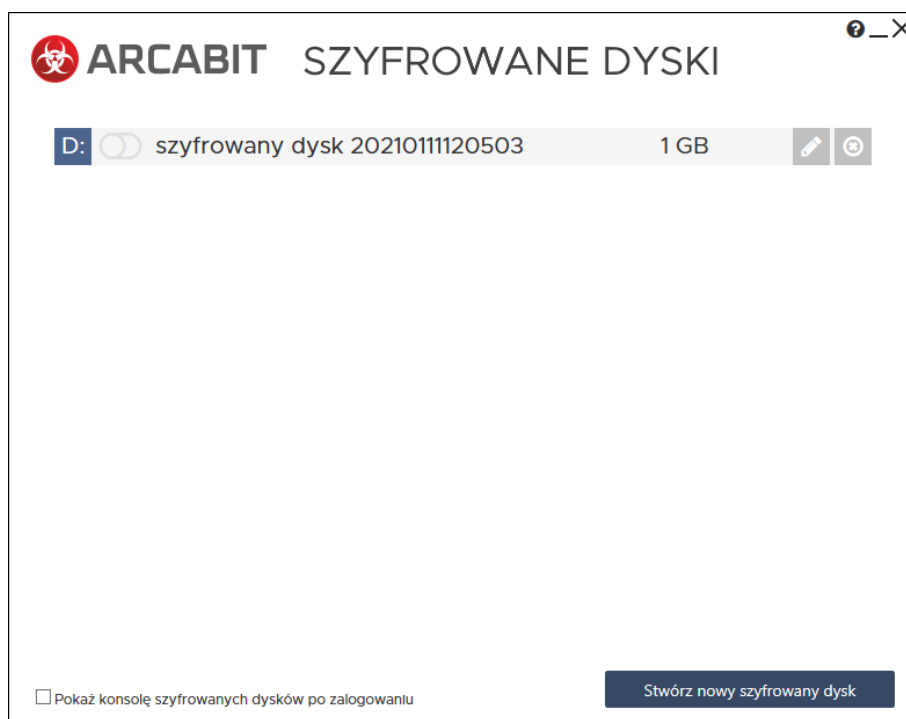 ARCABIT SZYFROWANE DYSKI
D: szyfrowany dysk 20210111120503 1 GB
Pokaż konsolę szyfrowanych dysków po zalogowaniu
Stwórz nowy szyfrowany dysk